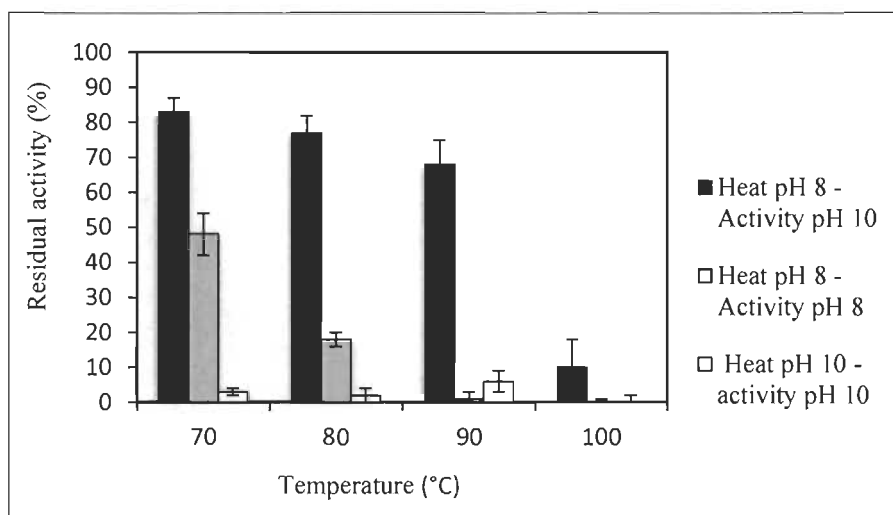 100
90
80
70
60
50
40
30
20
10
0
Residual activity (%)
70 80 90 100
Temperature (°C)
Heat pH 8 -
Activity pH 10
Heat pH 8 -
Activity pH 8
Heat pH 10 -
activity pH 10